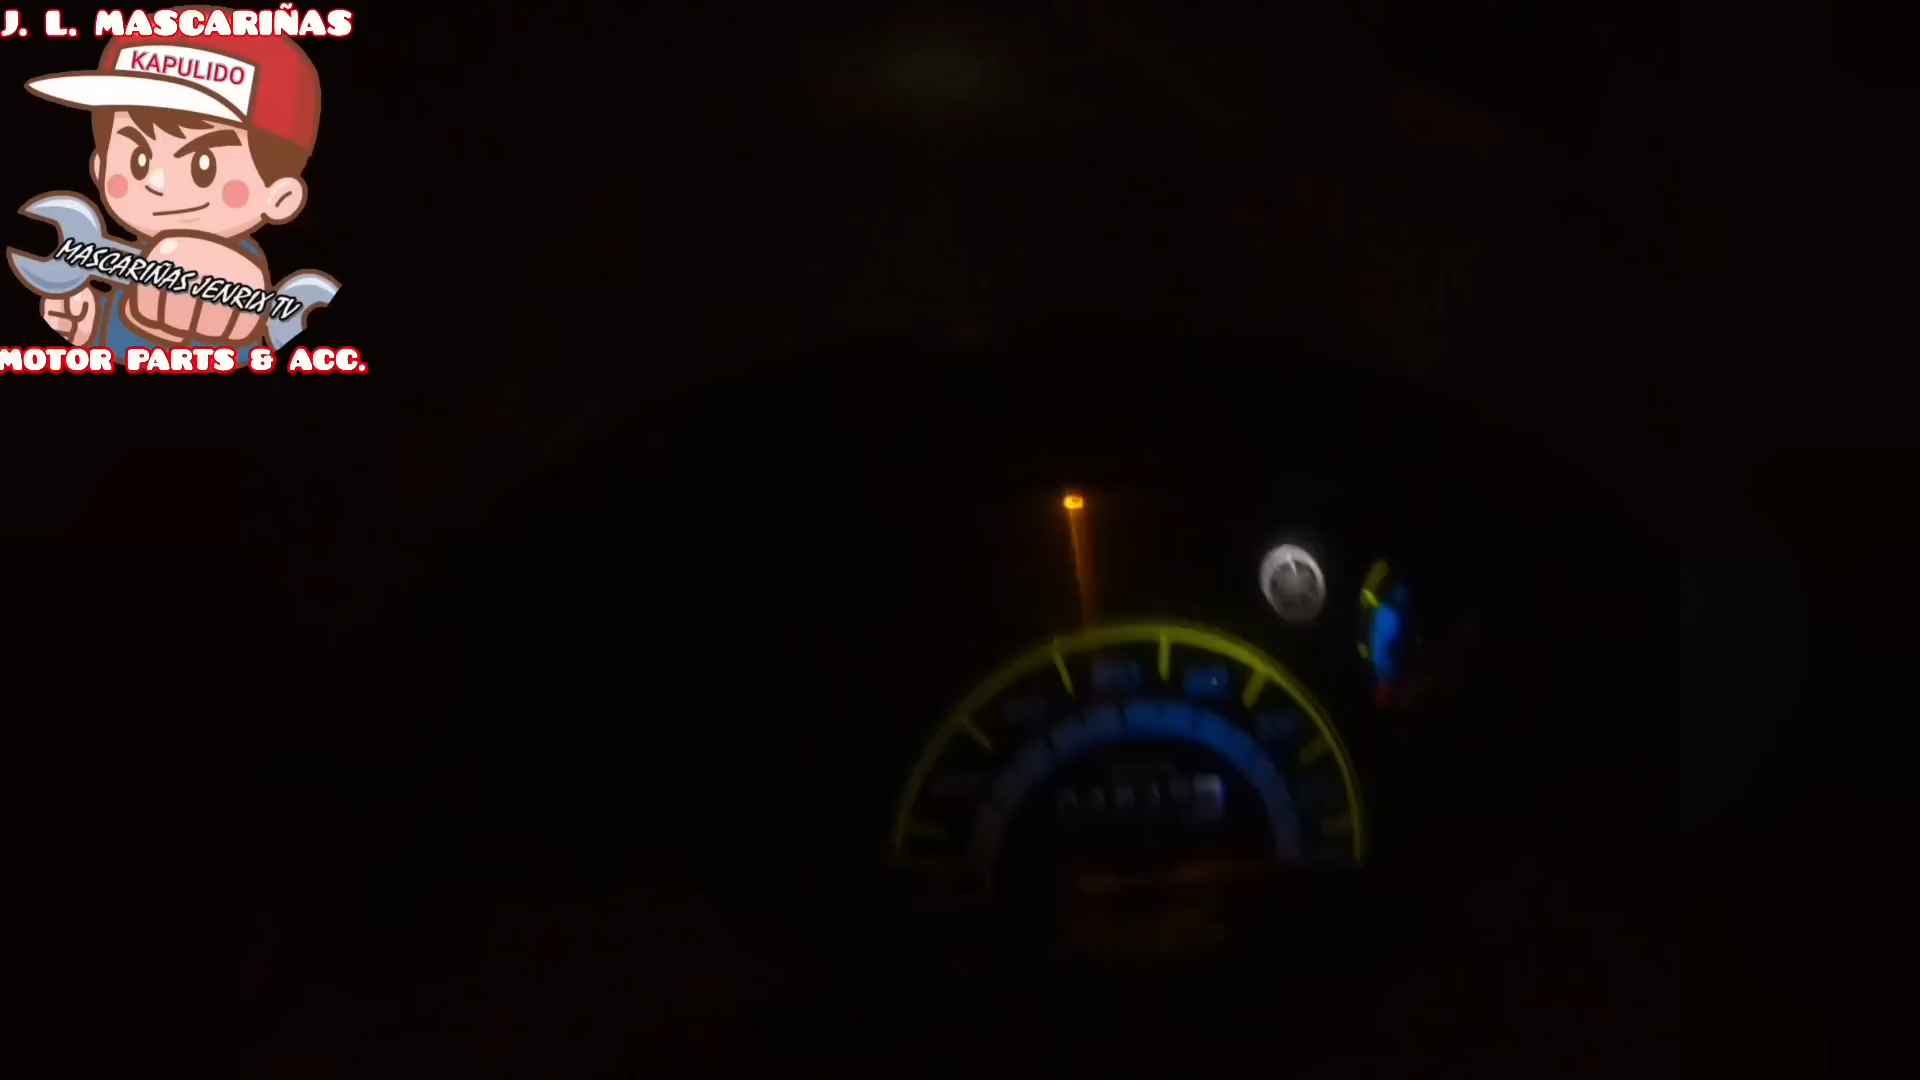 J. L. MASCARIÑAS
KAPULIDO
MASCARIÑAS JENRIX TV
MOTOR PARTS & ACC.